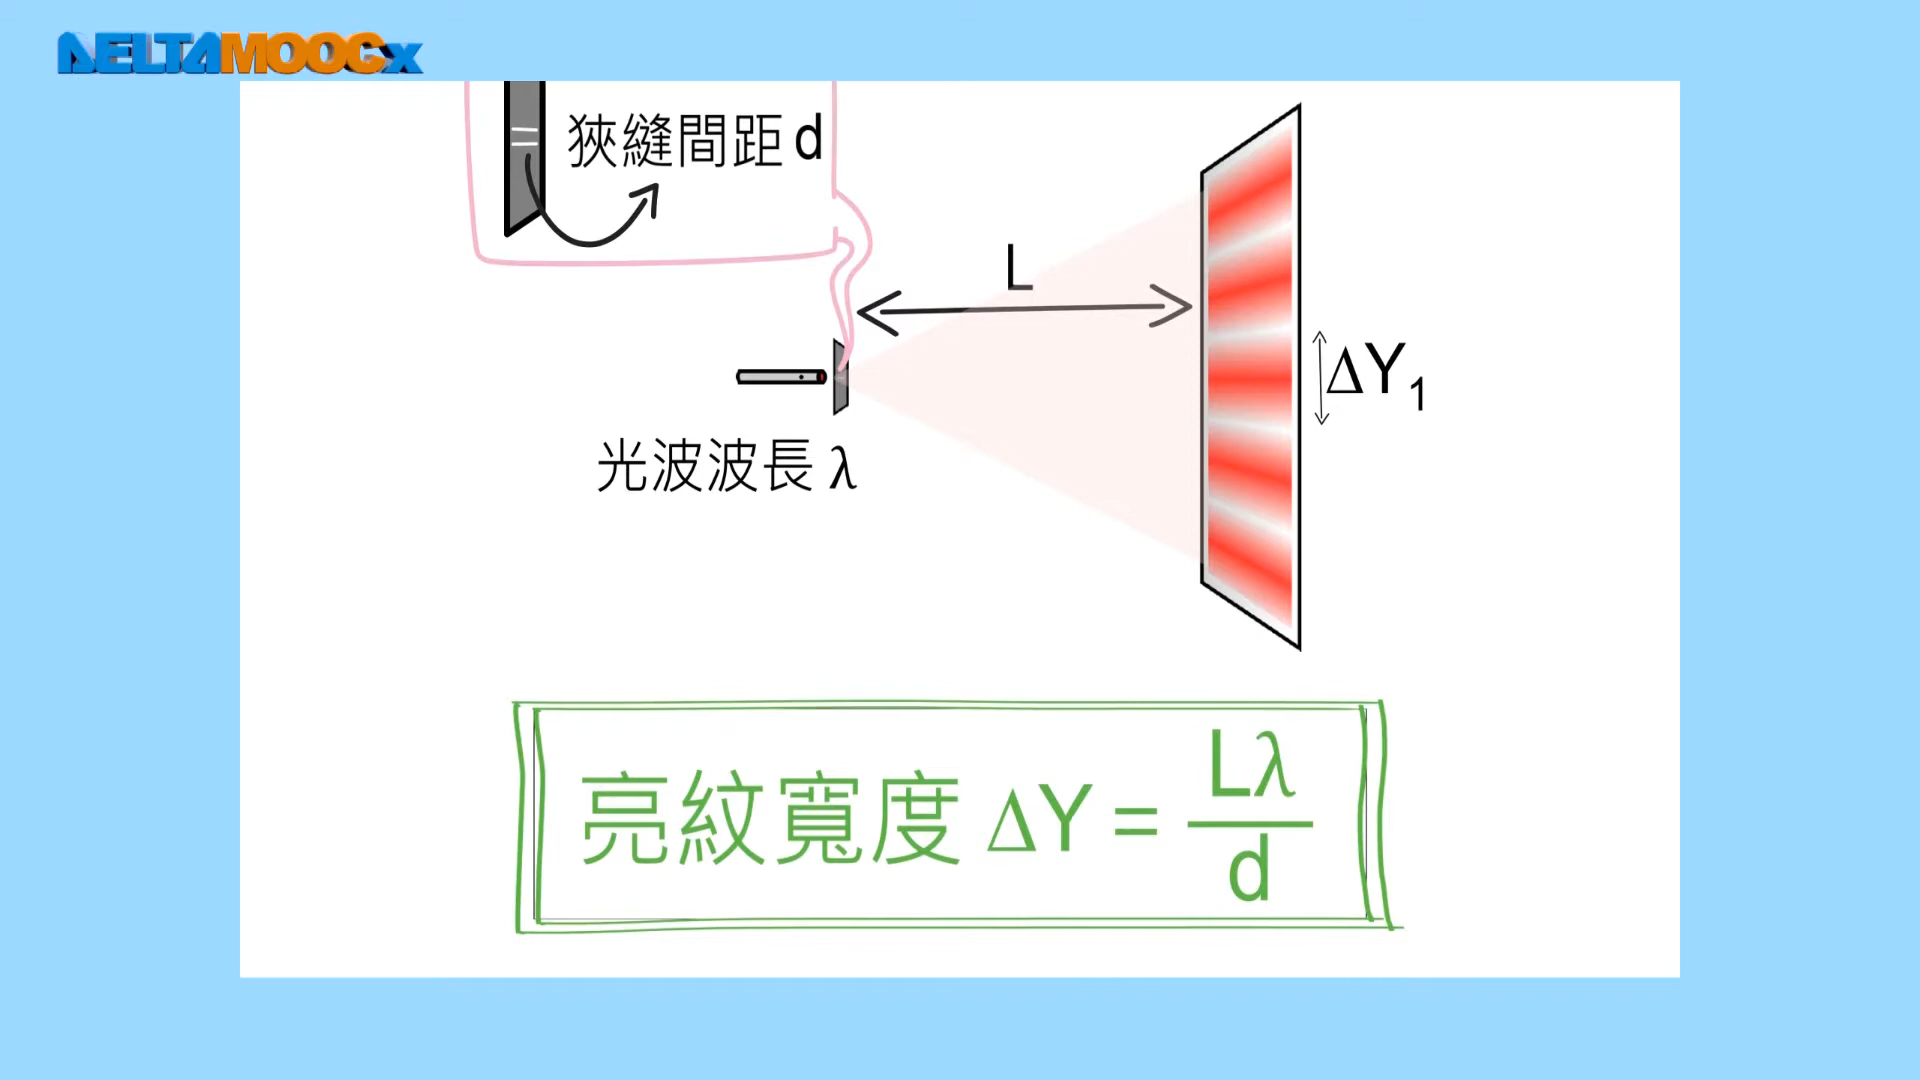 DELTAMOOCx
狹縫間距 d
L
ΔY₁
光波波長 λ
亮紋寬度 ΔY = Lλ / d